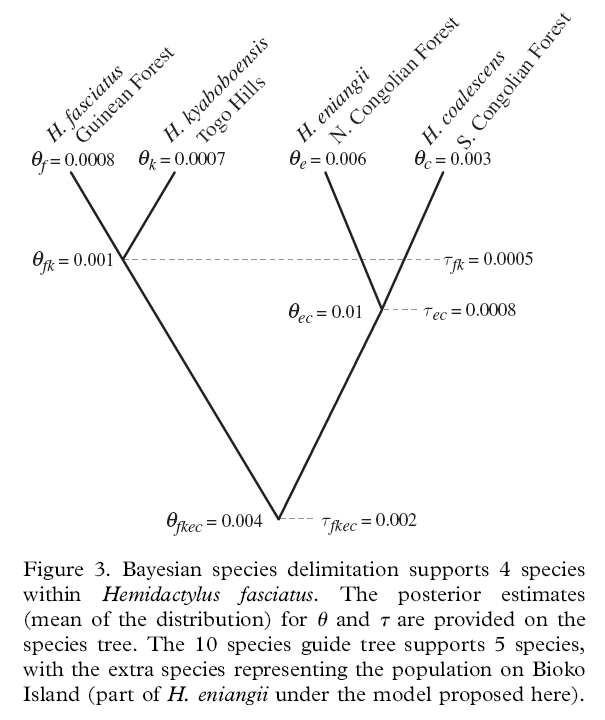 H. fasciatus
Guinean Forest
H. kyaboboensis
Togo Hills
H. eniangii
N. Congolian Forest
H. coalescens
S. Congolian Forest
θf = 0.0008
θk = 0.0007
θe = 0.006
θc = 0.003
θfk = 0.001
τfk = 0.0005
θec = 0.01
τec = 0.0008
θfkec = 0.004
τfkec = 0.002
Figure 3. Bayesian species delimitation supports 4 species
within Hemidactylus fasciatus. The posterior estimates
(mean of the distribution) for θ and τ are provided on the
species tree. The 10 species guide tree supports 5 species,
with the extra species representing the population on Bioko
Island (part of H. eniangii under the model proposed here).